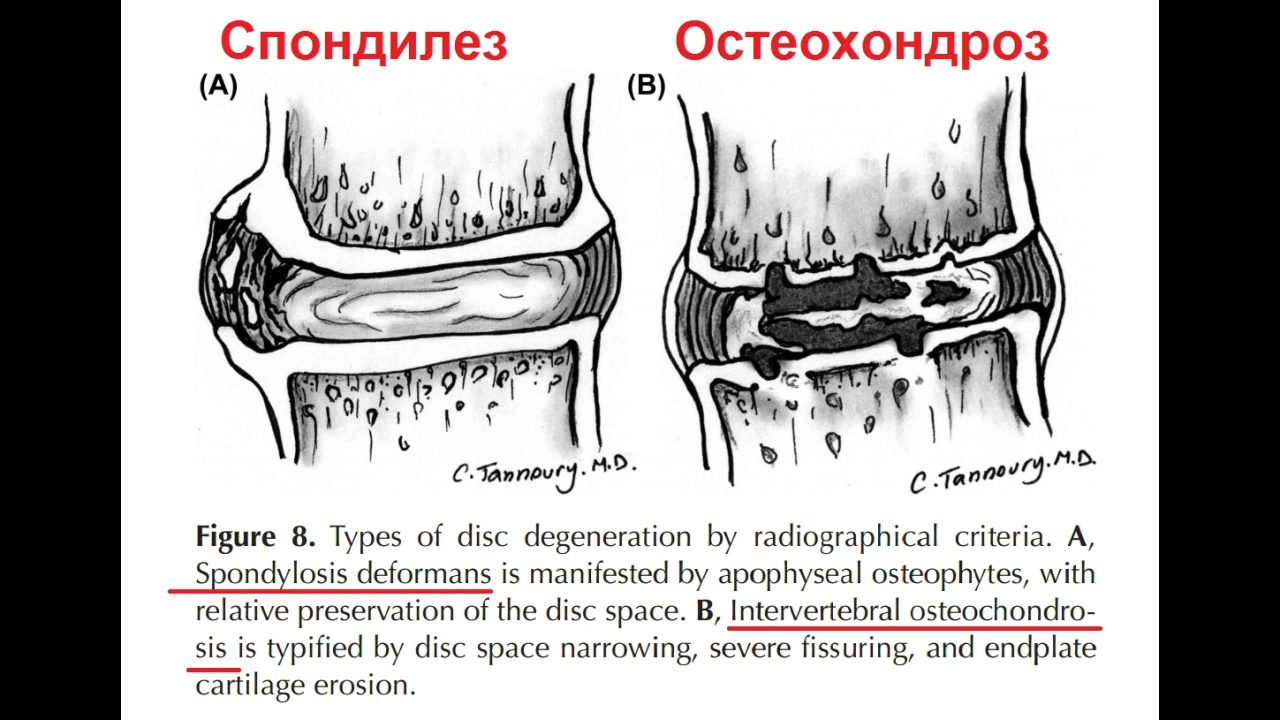 Спондилез
Остеохондроз
(A)
(B)
C. Tannoury. M.D.
C. Tannoury. M.D.
Figure 8. Types of disc degeneration by radiographical criteria. A,
Spondylosis deformans is manifested by apophyseal osteophytes, with
relative preservation of the disc space. B, Intervertebral osteochondro-
sis is typified by disc space narrowing, severe fissuring, and endplate
cartilage erosion.